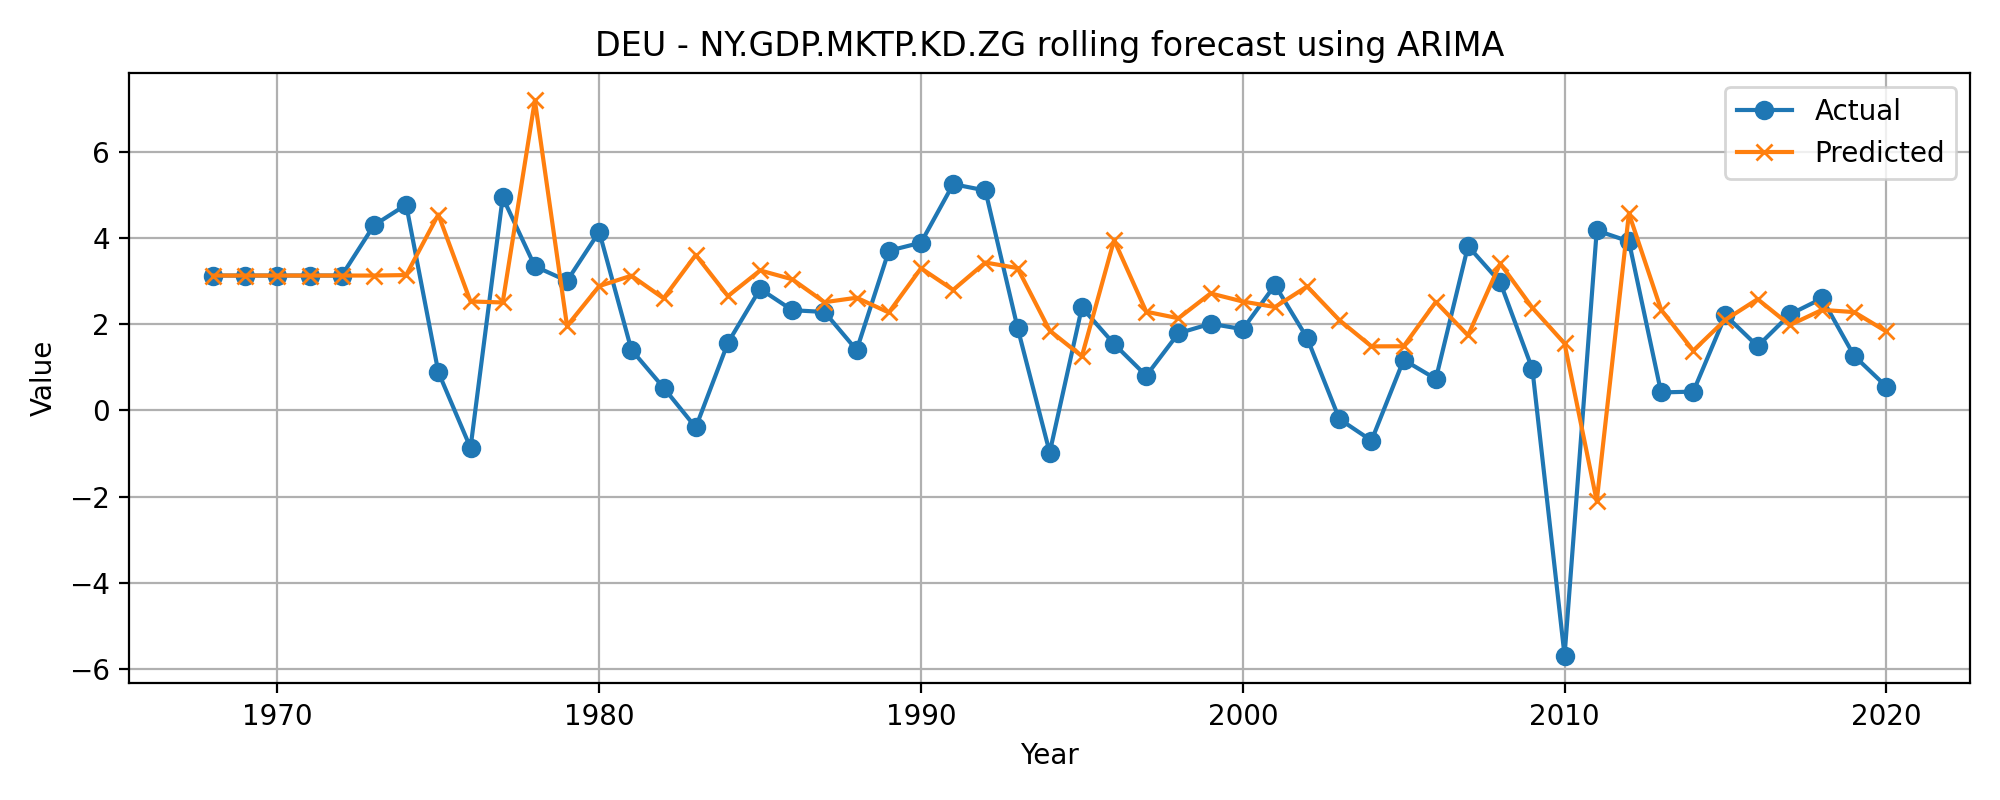 DEU - NY.GDP.MKTP.KD.ZG rolling forecast using ARIMA
Actual
Predicted
6
4
2
0
−2
−4
−6
Value
1970 1980 1990 2000 2010 2020
Year